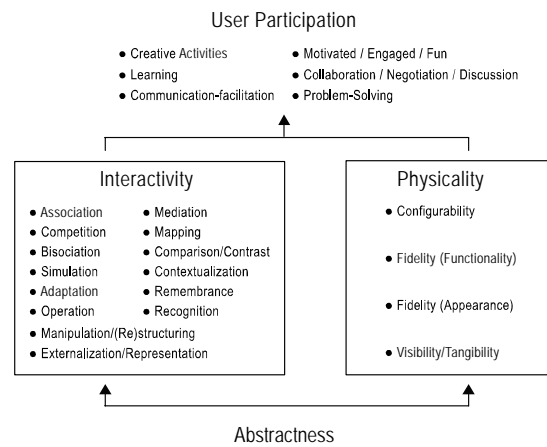 User Participation
● Creative Activities
● Learning
● Communication-facilitation
● Motivated / Engaged / Fun
● Collaboration / Negotiation / Discussion
● Problem-Solving
Interactivity
● Association
● Competition
● Bisociation
● Simulation
● Adaptation
● Operation
● Mediation
● Mapping
● Comparison/Contrast
● Contextualization
● Remembrance
● Recognition
● Manipulation/(Re)structuring
● Externalization/Representation
Physicality
● Configurability
● Fidelity (Functionality)
● Fidelity (Appearance)
● Visibility/Tangibility
Abstractness